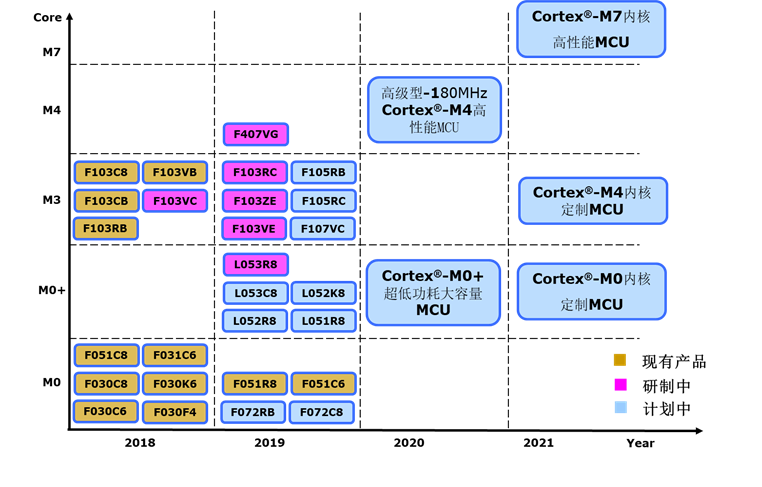 Core
Cortex®-M7内核
高性能MCU
M7
高级型-180MHz
Cortex®-M4高
性能MCU
M4
F407VG
F103C8 F103VB F103RC F105RB
M3 F103CB F103VC F103ZE F105RC
F103RB F103VE F107VC
Cortex®-M4内核
定制MCU
L053R8
M0+ L053C8 L052K8
L052R8 L051R8
Cortex®-M0+
超低功耗大容量
MCU
Cortex®-M0内核
定制MCU
F051C8 F031C6
M0 F030C8 F030K6 F051R8 F051C6
F030C6 F030F4 F072RB F072C8
现有产品
研制中
计划中
2018 2019 2020 2021 Year